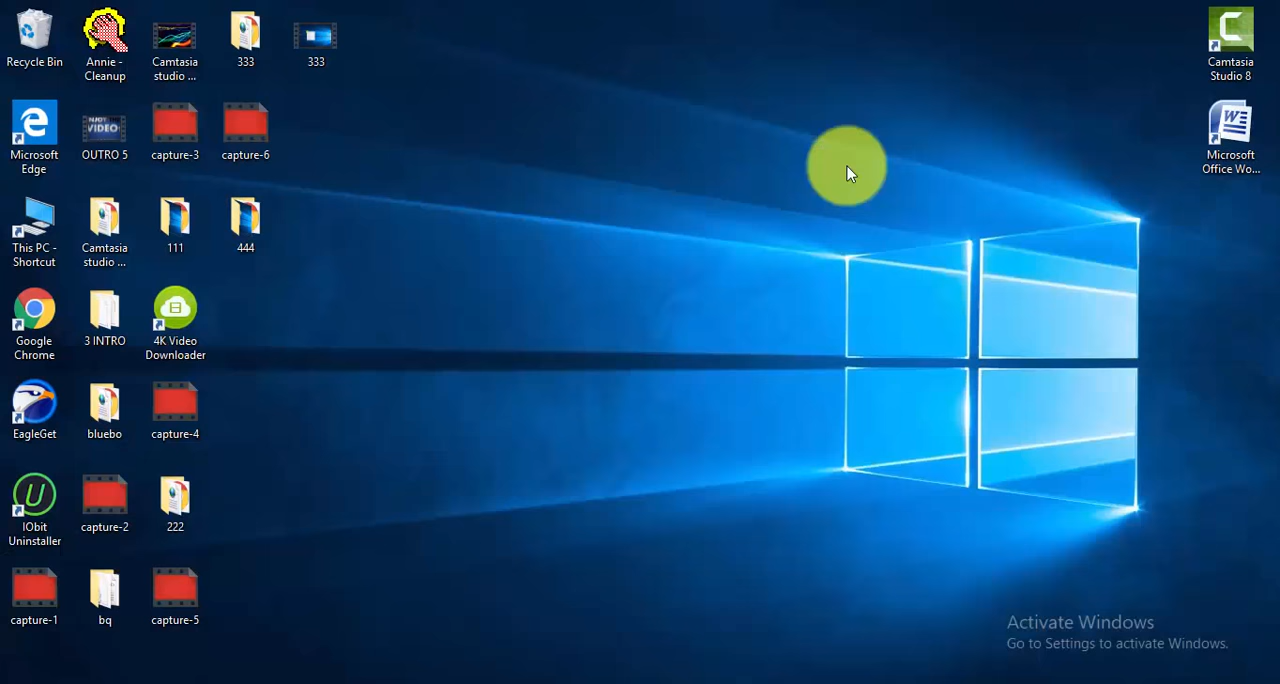 Recycle Bin
Annie -
Cleanup
Camtasia
studio ...
333
333
Camtasia
Studio 8
Microsoft
Edge
NJOY
VIDEO
OUTRO 5
capture-3
capture-6
Microsoft
Office Wo...
This PC -
Shortcut
Camtasia
studio ...
111
444
Google
Chrome
3 INTRO
4K Video
Downloader
EagleGet
bluebo
capture-4
IObit
Uninstaller
capture-2
222
capture-1
bq
capture-5
Activate Windows
Go to Settings to activate Windows.